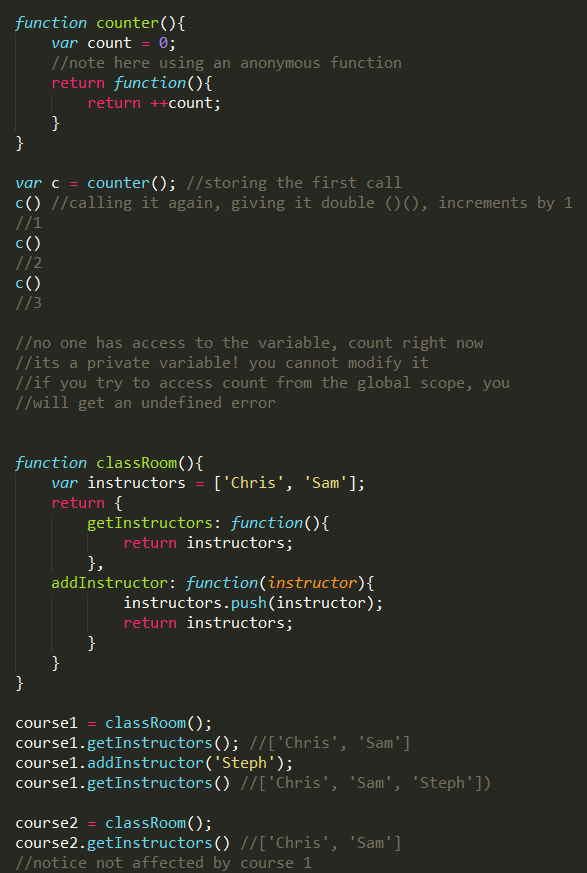 function counter(){
    var count = 0;
    //note here using an anonymous function
    return function(){
        return ++count;
    }
}

var c = counter(); //storing the first call
c() //calling it again, giving it double ()(), increments by 1
//1
c()
//2
c()
//3

//no one has access to the variable, count right now
//its a private variable! you cannot modify it
//if you try to access count from the global scope, you
//will get an undefined error


function classRoom(){
    var instructors = ['Chris', 'Sam'];
    return {
        getInstructors: function(){
            return instructors;
        },
    addInstructor: function(instructor){
            instructors.push(instructor);
            return instructors;
        }
    }
}

course1 = classRoom();
course1.getInstructors(); //['Chris', 'Sam']
course1.addInstructor('Steph');
course1.getInstructors() //['Chris', 'Sam', 'Steph'])

course2 = classRoom();
course2.getInstructors() //['Chris', 'Sam']
//notice not affected by course 1